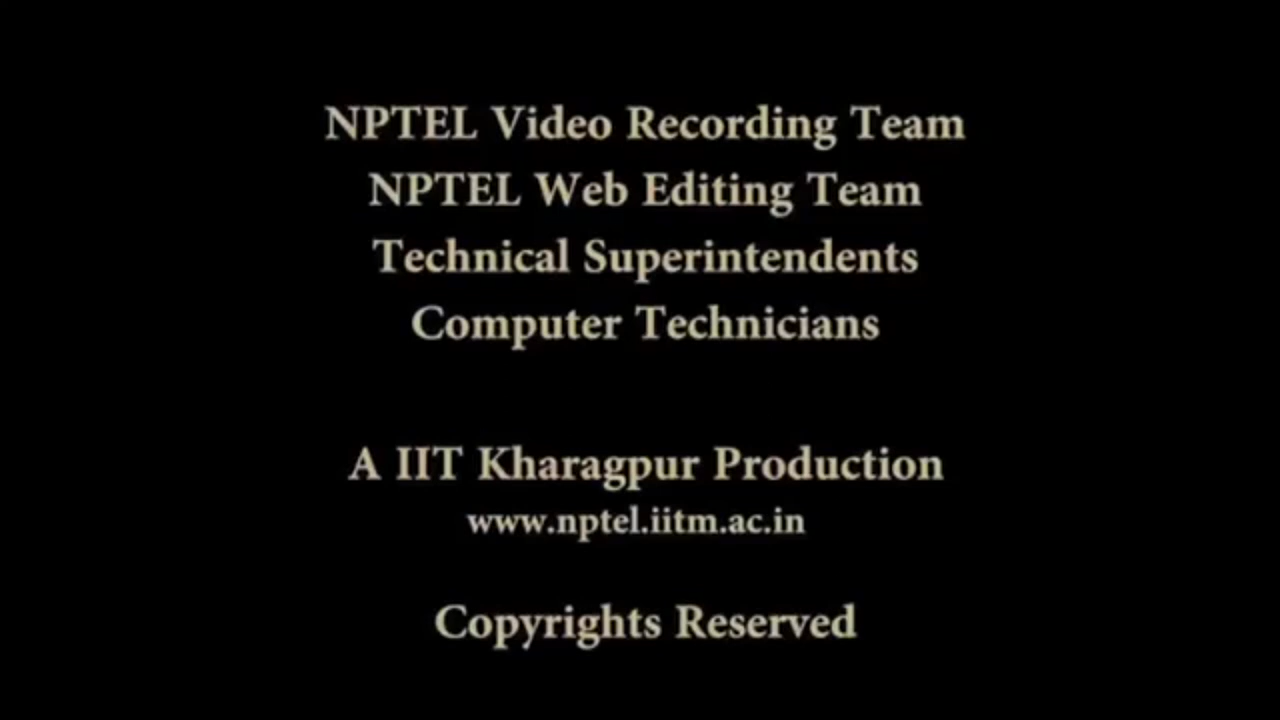 NPTEL Video Recording Team
NPTEL Web Editing Team
Technical Superintendents
Computer Technicians
A IIT Kharagpur Production
www.nptel.iitm.ac.in
Copyrights Reserved